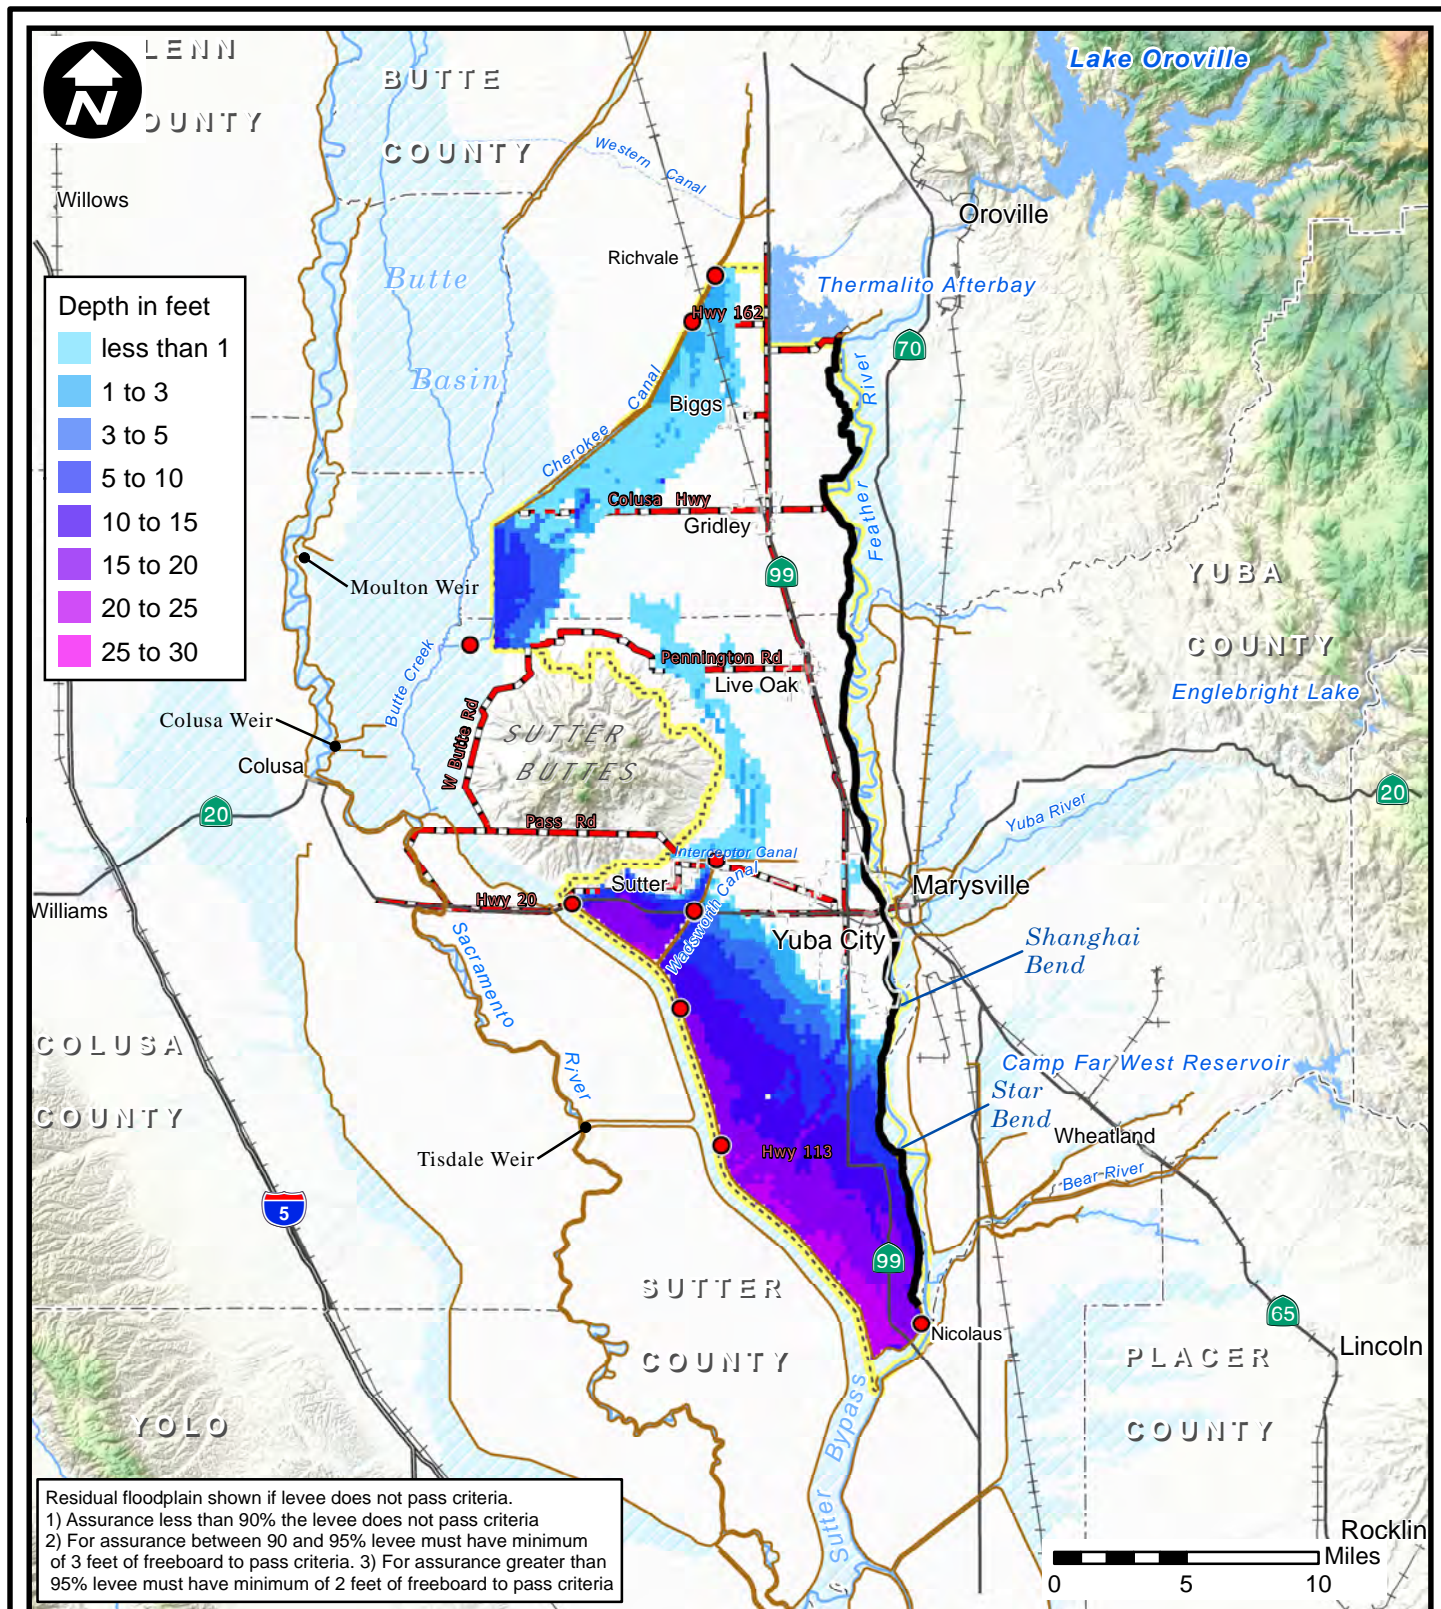 N
LENN
COUNTY
BUTTE
COUNTY
Lake Oroville
Western Canal
Willows
Oroville
Richvale
Butte
Basin
Thermalito Afterbay
Depth in feet
less than 1
1 to 3
3 to 5
5 to 10
10 to 15
15 to 20
20 to 25
25 to 30
Hwy 162
70
Feather River
Biggs
Cherokee Canal
Colusa Hwy
Gridley
99
Moulton Weir
YUBA
COUNTY
Butte Creek
Pennington Rd
Live Oak
Englebright Lake
Colusa Weir
Colusa
W Butte Rd
SUTTER
BUTTES
20
20
Yuba River
Pass Rd
Interceptor Canal
Sutter
Wadsworth Canal
Marysville
Hwy 20
Williams
Yuba City
Sacramento River
Shanghai
Bend
COLUSA
COUNTY
Camp Far West Reservoir
Star
Bend
Wheatland
Tisdale Weir
Hwy 113
Bear River
5
99
SUTTER
COUNTY
65
Nicolaus
Lincoln
PLACER
COUNTY
YOLO
Sutter Bypass
Residual floodplain shown if levee does not pass criteria.
1) Assurance less than 90% the levee does not pass criteria
2) For assurance between 90 and 95% levee must have minimum
of 3 feet of freeboard to pass criteria. 3) For assurance greater than
95% levee must have minimum of 2 feet of freeboard to pass criteria
Rocklin
Miles
0 5 10